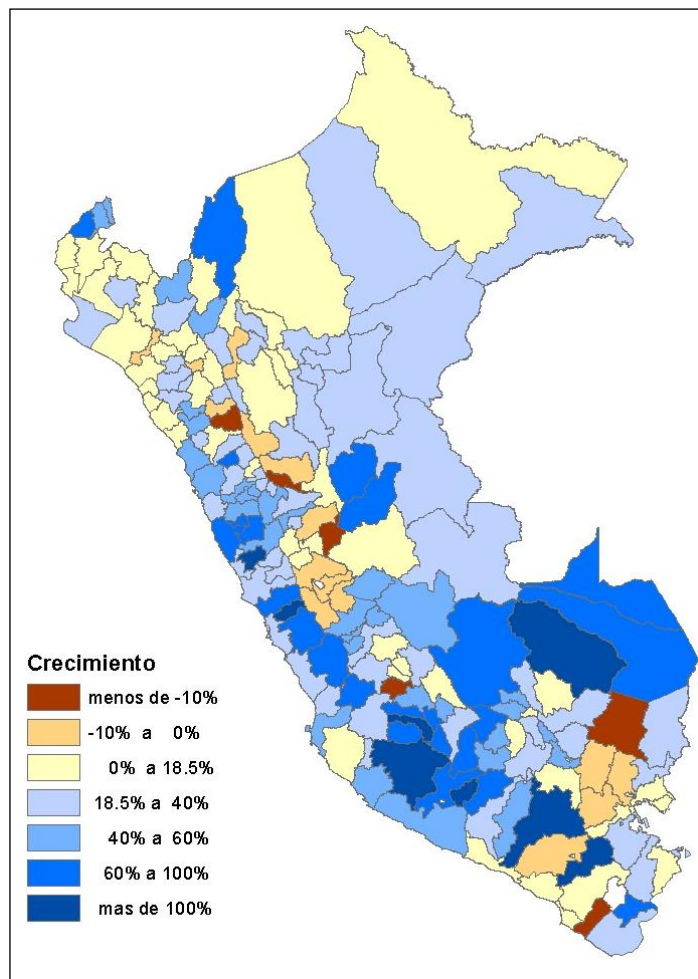 Crecimiento
menos de -10%
-10% a 0%
0% a 18.5%
18.5% a 40%
40% a 60%
60% a 100%
mas de 100%